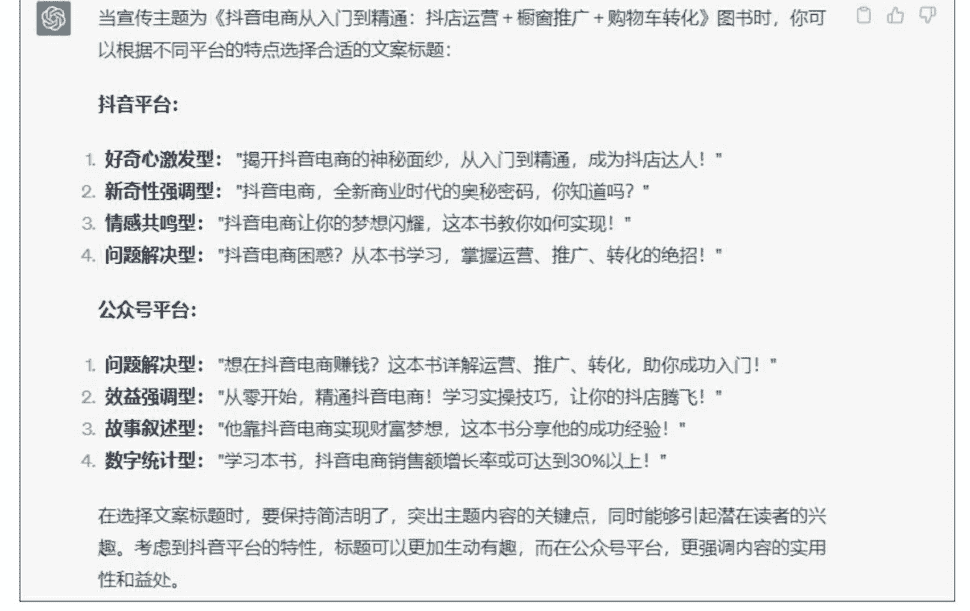 当宣传主题为《抖音电商从入门到精通：抖店运营+橱窗推广+购物车转化》图书时，你可
以根据不同平台的特点选择合适的文案标题：
抖音平台：
1. 好奇心激发型："揭开抖音电商的神秘面纱，从入门到精通，成为抖店达人！"
2. 新奇性强调型："抖音电商，全新商业时代的奥秘密码，你知道吗？"
3. 情感共鸣型："抖音电商让你的梦想闪耀，这本书教你如何实现！"
4. 问题解决型："抖音电商困惑？从本书学习，掌握运营、推广、转化的绝招！"
公众号平台：
1. 问题解决型："想在抖音电商赚钱？这本书详解运营、推广、转化，助你成功入门！"
2. 效益强调型："从零开始，精通抖音电商！学习实操技巧，让你的抖店腾飞！"
3. 故事叙述型："他靠抖音电商实现财富梦想，这本书分享他的成功经验！"
4. 数字统计型："学习本书，抖音电商销售额增长率或可达到30%以上！"
在选择文案标题时，要保持简洁明了，突出主题内容的关键点，同时能够引起潜在读者的兴
趣。考虑到抖音平台的特性，标题可以更加生动有趣，而在公众号平台，更强调内容的实用
性和益处。